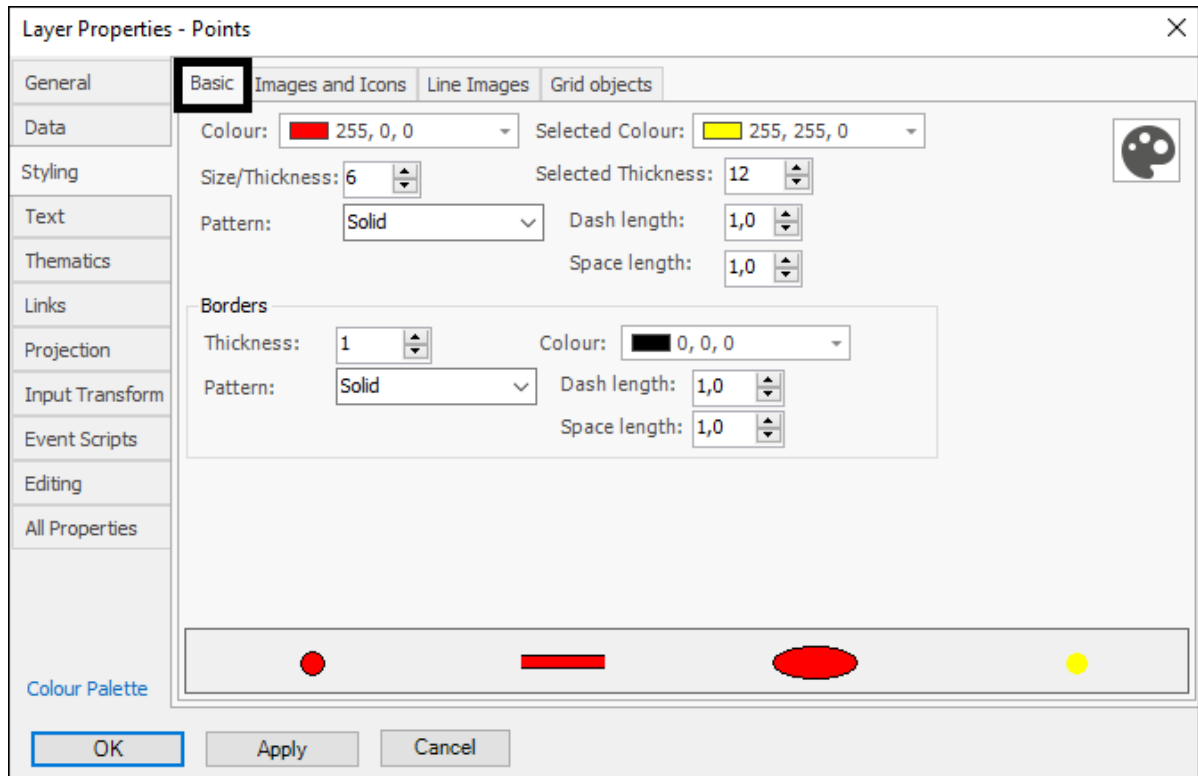 Layer Properties - Points
General
Data
Styling
Text
Thematics
Links
Projection
Input Transform
Event Scripts
Editing
All Properties
Colour Palette
Basic Images and Icons Line Images Grid objects
Colour: 255, 0, 0 Selected Colour: 255, 255, 0
Size/Thickness: 6 Selected Thickness: 12
Pattern: Solid Dash length: 1,0
Space length: 1,0
Borders
Thickness: 1 Colour: 0, 0, 0
Pattern: Solid Dash length: 1,0
Space length: 1,0
OK Apply Cancel